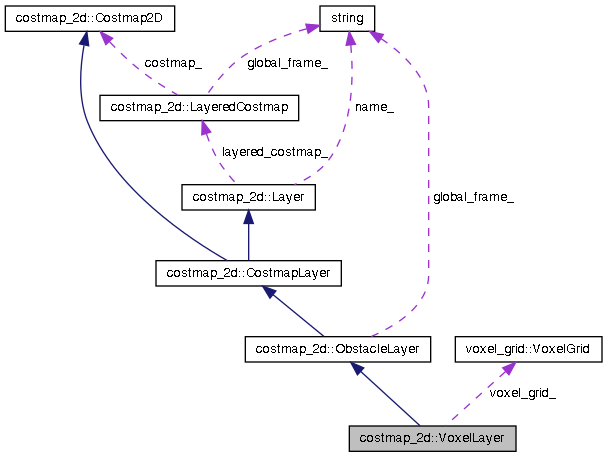 costmap_2d::Costmap2D
string
costmap_
global_frame_
costmap_2d::LayeredCostmap
name_
layered_costmap_
costmap_2d::Layer
global_frame_
costmap_2d::CostmapLayer
costmap_2d::ObstacleLayer
voxel_grid::VoxelGrid
voxel_grid_
costmap_2d::VoxelLayer